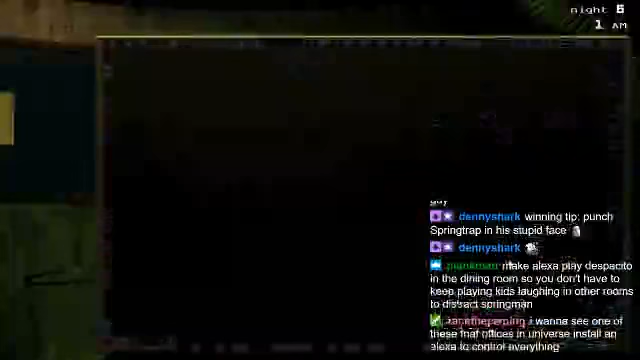 night 6
1 AM
guy
dennyshark winning tip: punch
Springtrap in his stupid face
dennyshark
make alexa play despacito
in the dining room so you don't have to
keep playing kids laughing in other rooms
to distract springman
i wanna see one of
these fnaf offices in universe install an
alexa to control everything